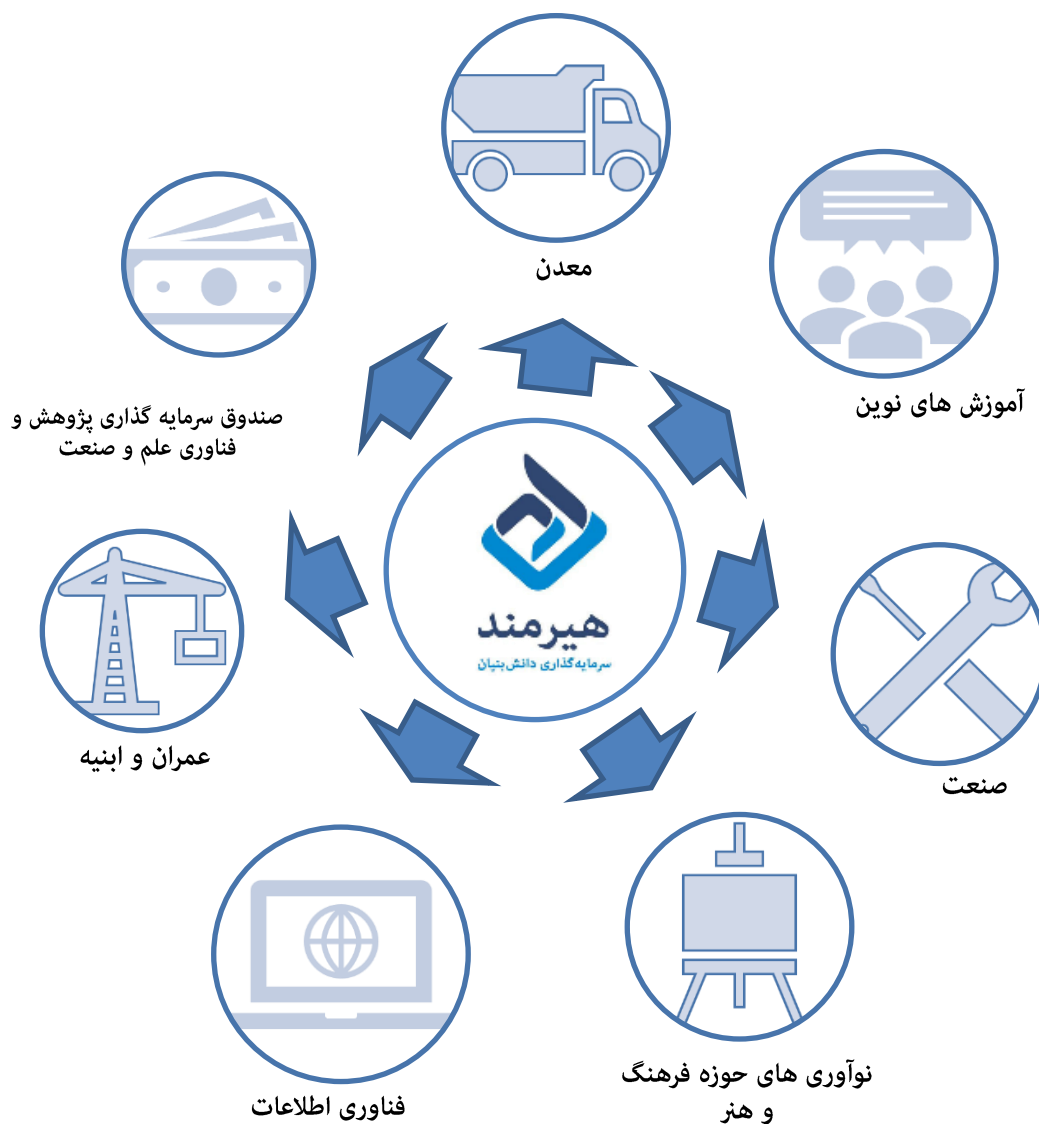 معدن
آموزش های نوین
صندوق سرمایه گذاری پژوهش و
فناوری علم و صنعت
هیرمند
سرمایه‌گذاری دانش‌بنیان
عمران و ابنیه
صنعت
نوآوری های حوزه فرهنگ
و هنر
فناوری اطلاعات